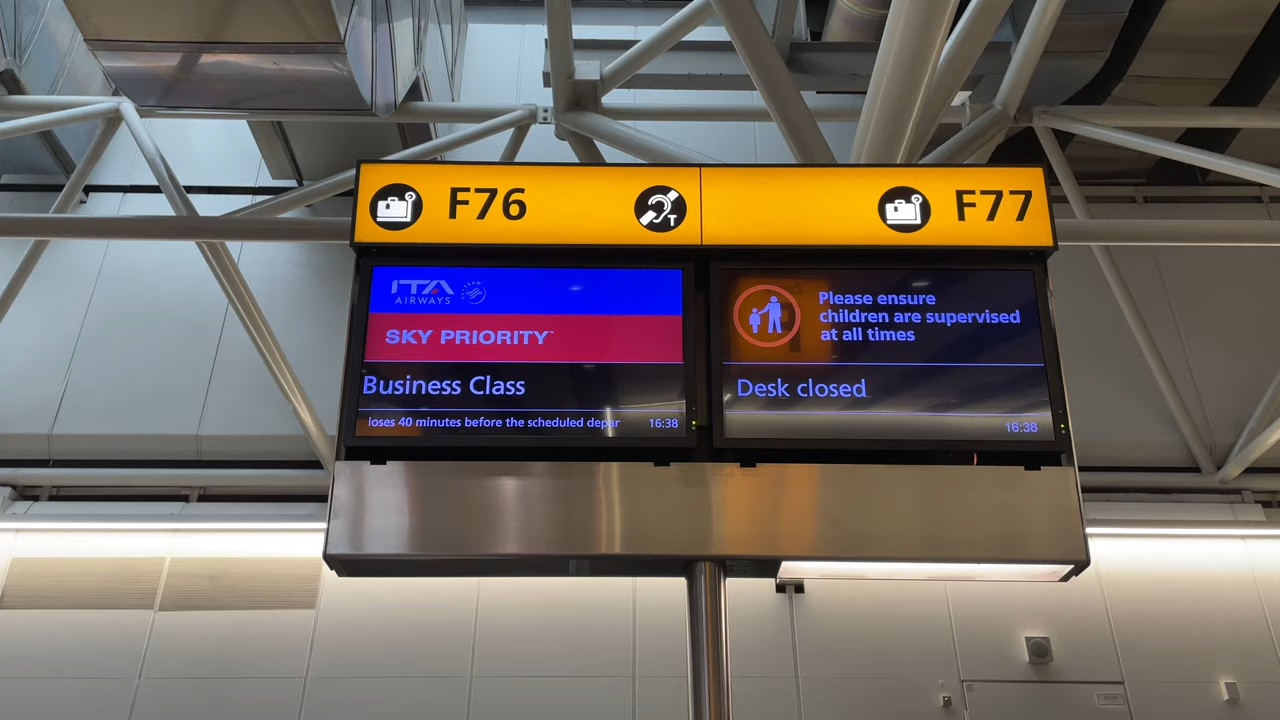 F76
T
F77
ITA
AIRWAYS
SKY PRIORITY™
Business Class
loses 40 minutes before the scheduled depar
16:38
Please ensure
children are supervised
at all times
Desk closed
16:38